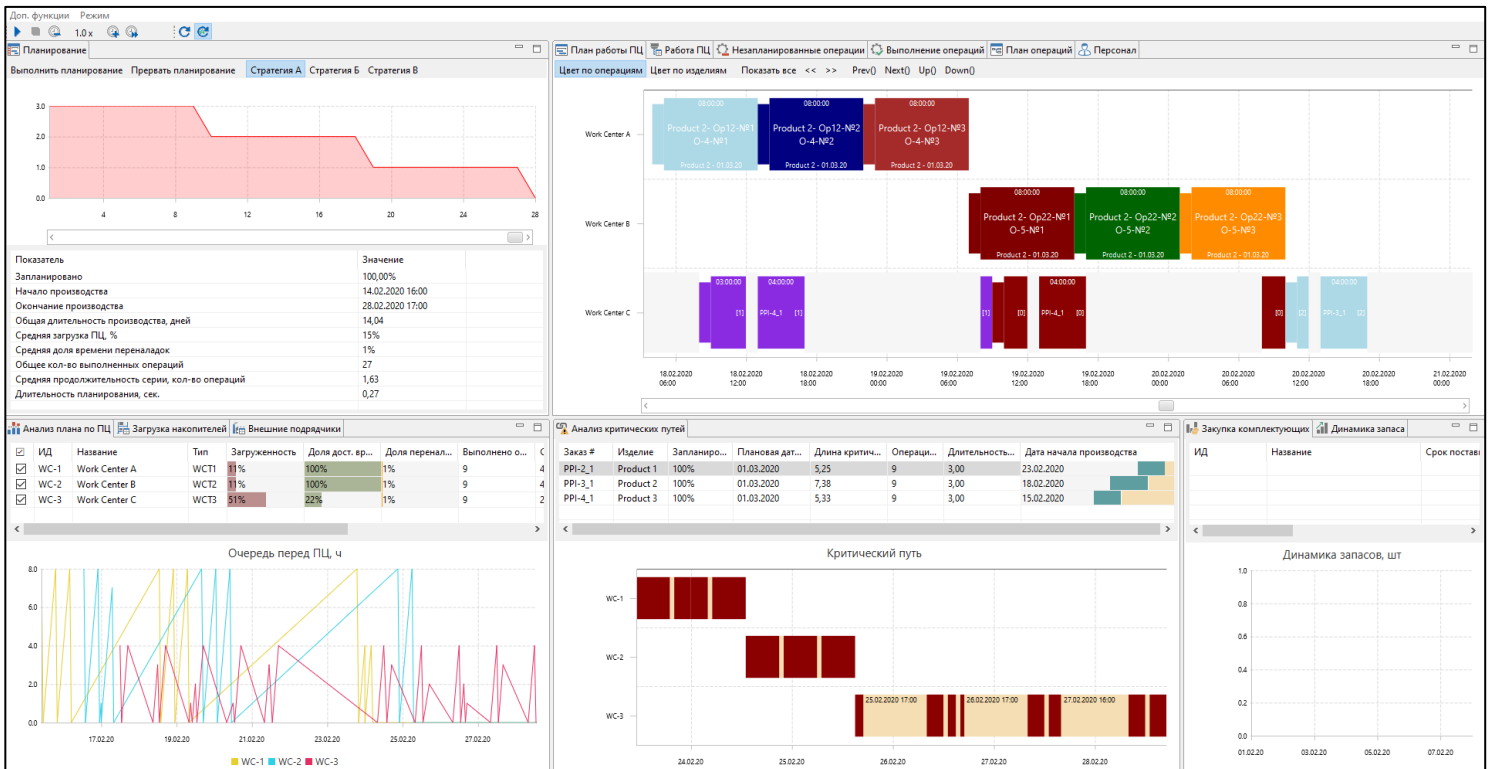 Доп. функции Режим
1.0 x
Планирование
Выполнить планирование Прервать планирование Стратегия А Стратегия Б Стратегия В
3.0
2.0
1.0
0.0
4 8 12 16 20 24 28
Показатель Значение
Запланировано 100,00%
Начало производства 14.02.2020 16:00
Окончание производства 28.02.2020 17:00
Общая длительность производства, дней 14,04
Средняя загрузка ПЦ, % 15%
Средняя доля времени переналадок 1%
Общее кол-во выполненных операций 27
Средняя продолжительность серии, кол-во операций 1,63
Длительность планирования, сек. 0,27
План работы ПЦ Работа ПЦ Незапланированные операции Выполнение операций План операций Персонал
Цвет по операциям Цвет по изделиям Показать все << >> Prev() Next() Up() Down()
Work Center A
08:00:00 08:00:00 08:00:00
Product 2- Op12-№1 Product 2- Op12-№2 Product 2- Op12-№3
O-4-№1 O-4-№2 O-4-№3
Product 2 - 01.03.20 Product 2 - 01.03.20 Product 2 - 01.03.20
Work Center B
08:00:00 08:00:00 08:00:00
Product 2- Op22-№1 Product 2- Op22-№2 Product 2- Op22-№3
O-5-№1 O-5-№2 O-5-№3
Product 2 - 01.03.20 Product 2 - 01.03.20 Product 2 - 01.03.20
Work Center C
03:00:00 04:00:00 04:00:00 04:00:00
[1] PPI-4_1 [1] [1] [0] PPI-4_1 [0] [0] [2] PPI-3_1 [2]
18.02.2020 18.02.2020 18.02.2020 19.02.2020 19.02.2020 19.02.2020 19.02.2020 20.02.2020 20.02.2020 20.02.2020 20.02.2020 21.02.2020
06:00 12:00 18:00 00:00 06:00 12:00 18:00 00:00 06:00 12:00 18:00 00:00
Анализ плана по ПЦ Загрузка накопителей Внешние подрядчики
ИД Название Тип Загруженность Доля дост. вр... Доля перенал... Выполнено о...
WC-1 Work Center A WCT1 11% 100% 1% 9 4
WC-2 Work Center B WCT2 11% 100% 1% 9 4
WC-3 Work Center C WCT3 51% 22% 1% 9 2
Очередь перед ПЦ, ч
8.0
6.0
4.0
2.0
0.0
17.02.20 19.02.20 21.02.20 23.02.20 25.02.20 27.02.20
WC-1 WC-2 WC-3
Анализ критических путей
Заказ # Изделие Запланиро... Плановая дат... Длина критич... Операци... Длительность... Дата начала производства
PPI-2_1 Product 1 100% 01.03.2020 5,25 9 3,00 23.02.2020
PPI-3_1 Product 2 100% 01.03.2020 7,38 9 3,00 18.02.2020
PPI-4_1 Product 3 100% 01.03.2020 5,33 9 3,00 15.02.2020
Критический путь
WC-1
WC-2
WC-3
25.02.2020 17:00 26.02.2020 17:00 27.02.2020 16:00
24.02.20 25.02.20 26.02.20 27.02.20 28.02.20
Закупка комплектующих Динамика запаса
ИД Название Срок постав
Динамика запасов, шт
1.0
0.8
0.6
0.4
0.2
0.0
01.02.20 03.02.20 05.02.20 07.02.20